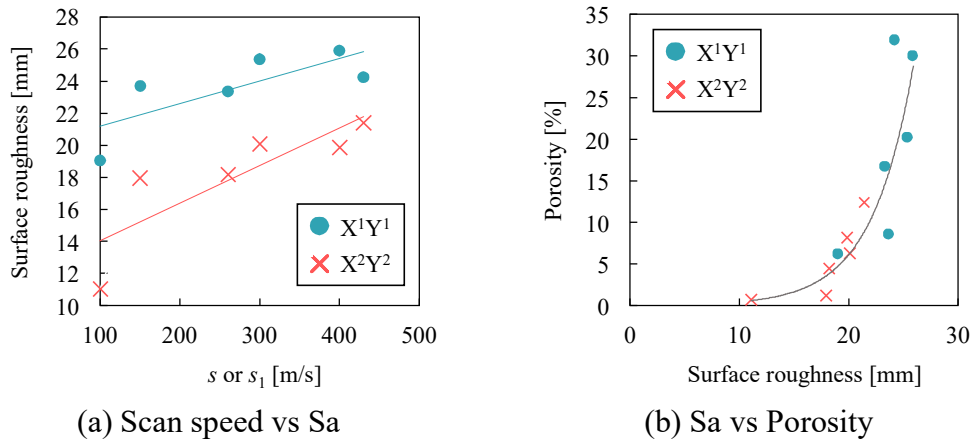 Surface roughness [mm]
28
26
24
22
20
18
16
14
12
10
100 200 300 400 500
s or s₁ [m/s]
X¹Y¹
X²Y²
(a) Scan speed vs Sa
Porosity [%]
35
30
25
20
15
10
5
0
0 10 20 30
Surface roughness [mm]
X¹Y¹
X²Y²
(b) Sa vs Porosity